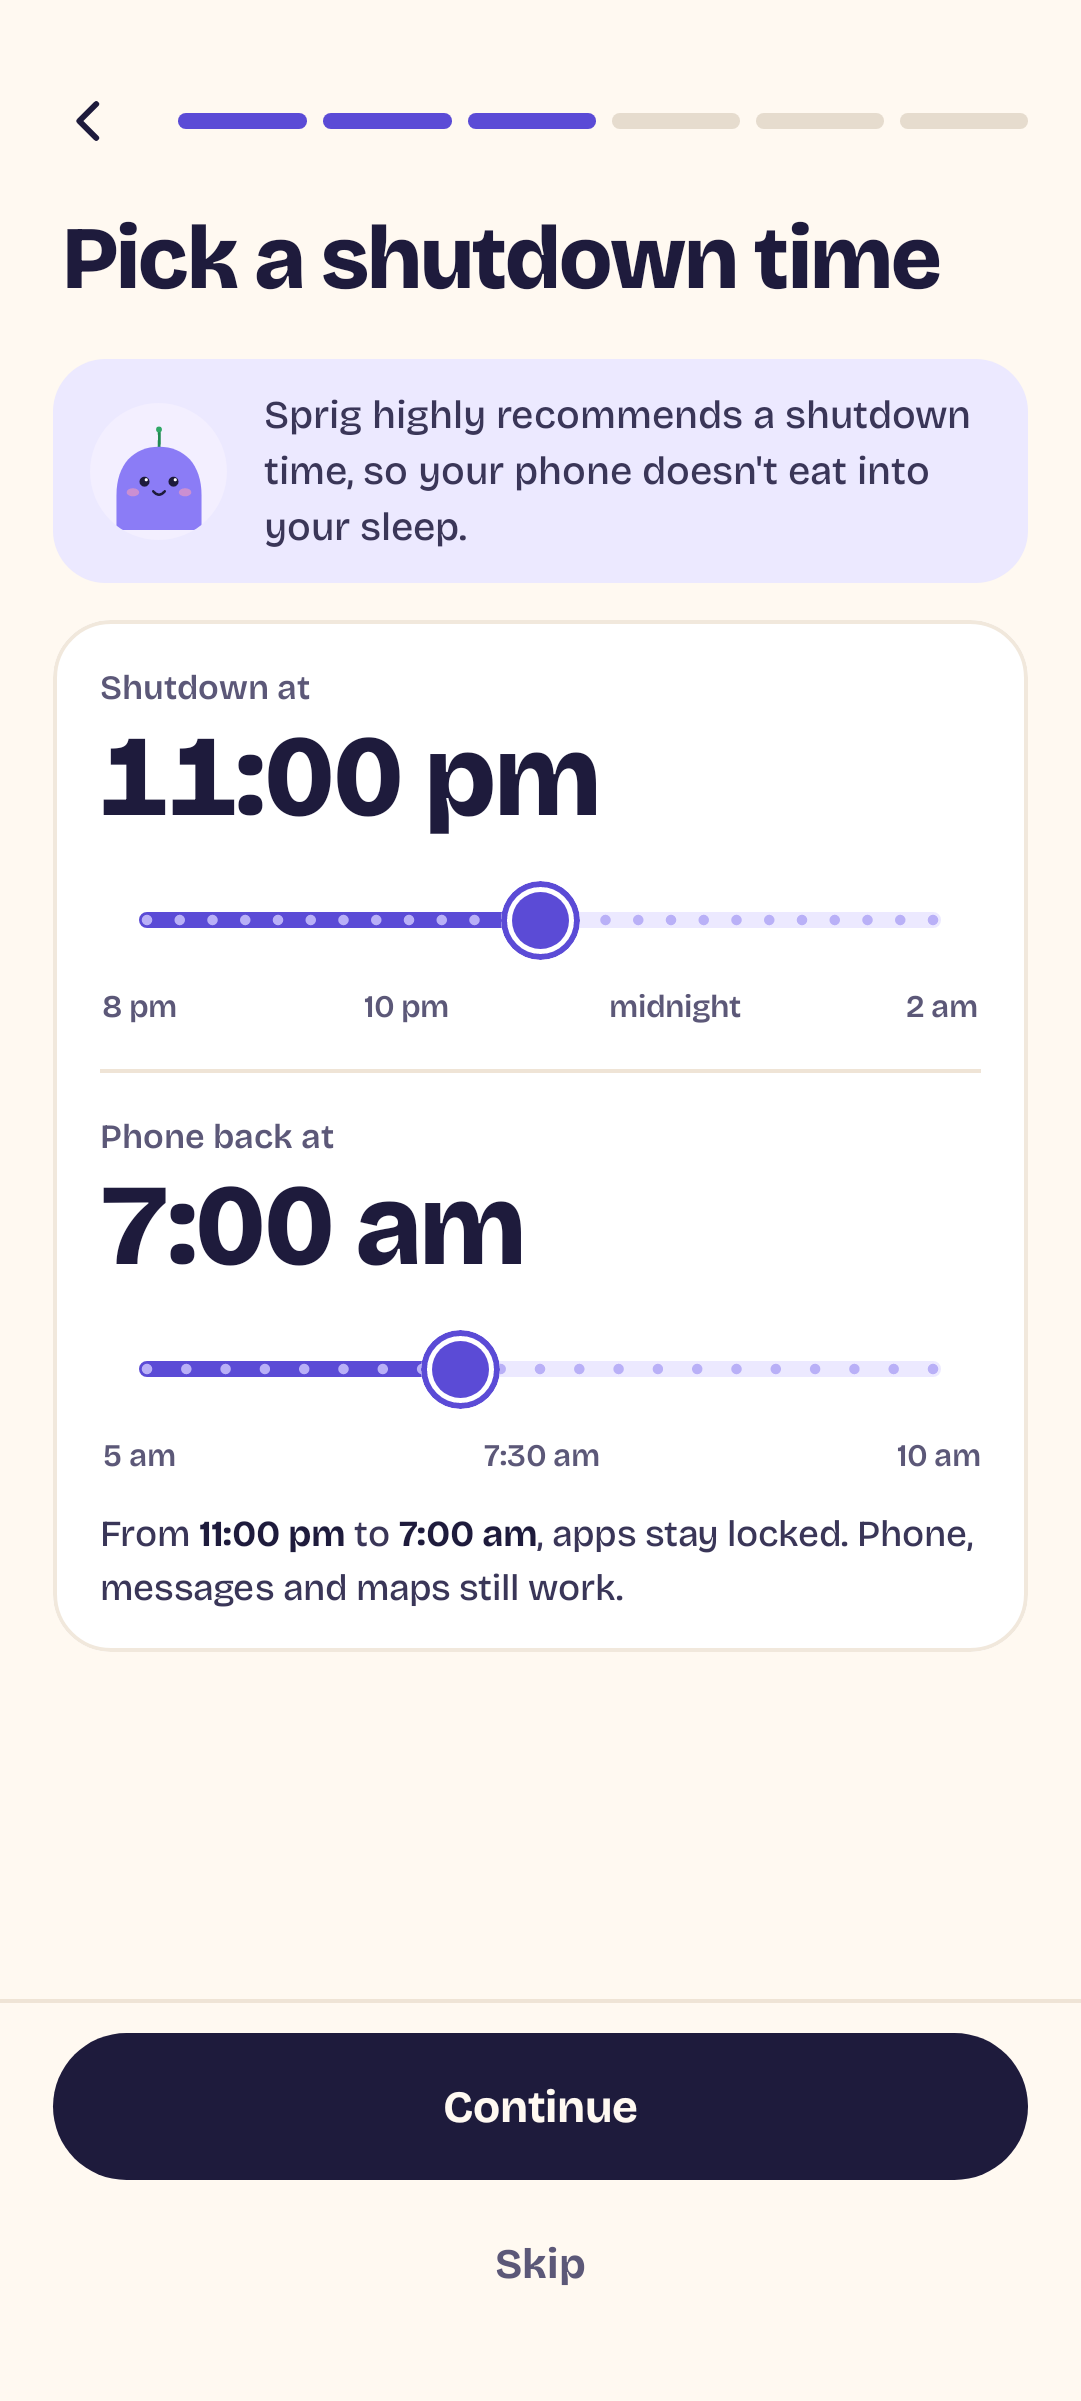 Pick a shutdown time
Sprig highly recommends a shutdown
time, so your phone doesn't eat into
your sleep.
Shutdown at
11:00 pm
8 pm 10 pm midnight 2 am
Phone back at
7:00 am
5 am 7:30 am 10 am
From 11:00 pm to 7:00 am, apps stay locked. Phone,
messages and maps still work.
Continue
Skip